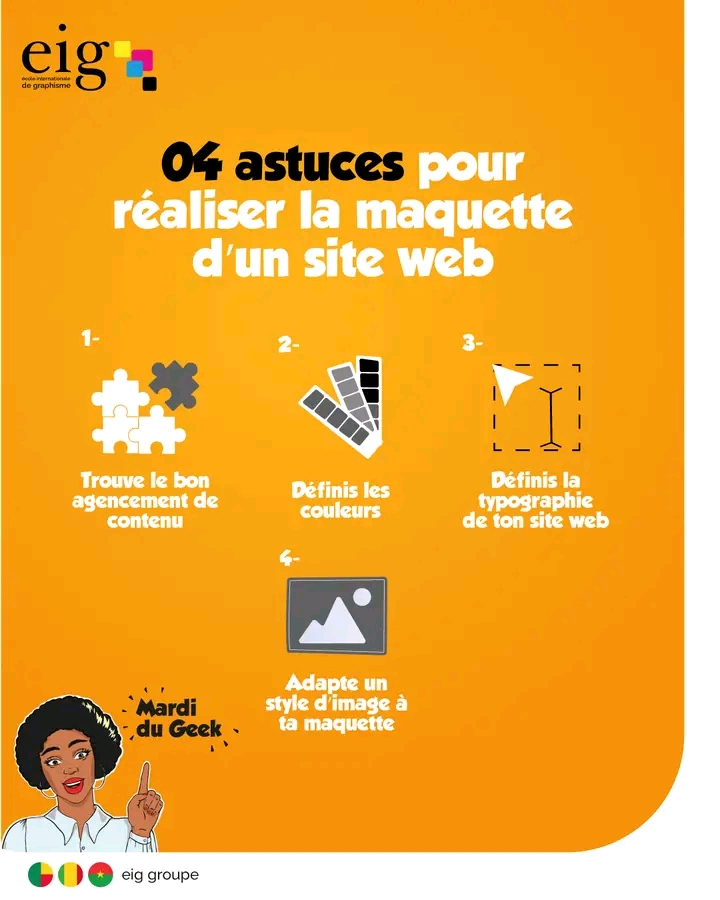 eig
école internationale
de graphisme
04 astuces pour
réaliser la maquette
d'un site web
1-
Trouve le bon
agencement de
contenu
2-
Définis les
couleurs
3-
Définis la
typographie
de ton site web
4-
Adapte un
style d'image à
ta maquette
Mardi
du Geek
eig groupe